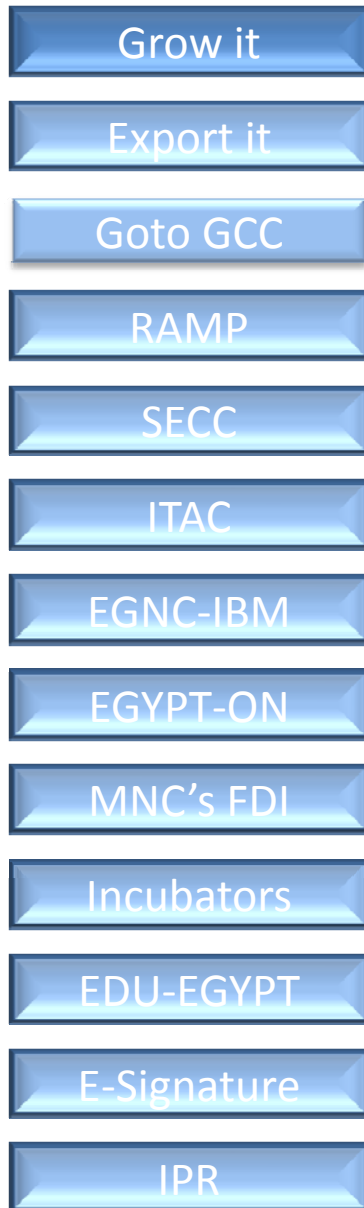 Grow it
Export it
Goto GCC
RAMP
SECC
ITAC
EGNC-IBM
EGYPT-ON
MNC’s FDI
Incubators
EDU-EGYPT
E-Signature
IPR